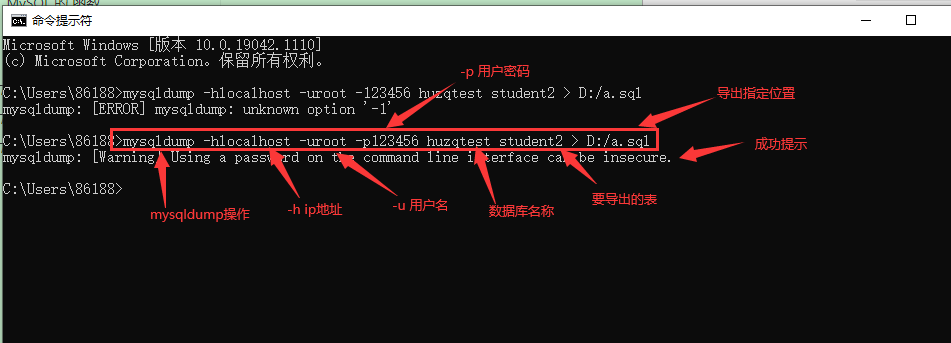 MySQL的函数
命令提示符
Microsoft Windows [版本 10.0.19042.1110]
(c) Microsoft Corporation。保留所有权利。
C:\Users\86188>mysqldump -hlocalhost -uroot -123456 huzqtest student2 > D:/a.sql
mysqldump: [ERROR] mysqldump: unknown option '-1'
-p 用户密码
导出指定位置
C:\Users\86188>mysqldump -hlocalhost -uroot -p123456 huzqtest student2 > D:/a.sql
mysqldump: [Warning] Using a password on the command line interface can be insecure.
成功提示
C:\Users\86188>
mysqldump操作
-h ip地址
-u 用户名
数据库名称
要导出的表